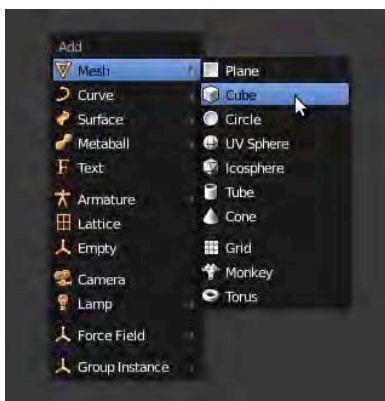 Add
Mesh
Curve
Surface
Metaball
Text
Armature
Lattice
Empty
Camera
Lamp
Force Field
Group Instance
Plane
Cube
Circle
UV Sphere
Icosphere
Tube
Cone
Grid
Monkey
Torus